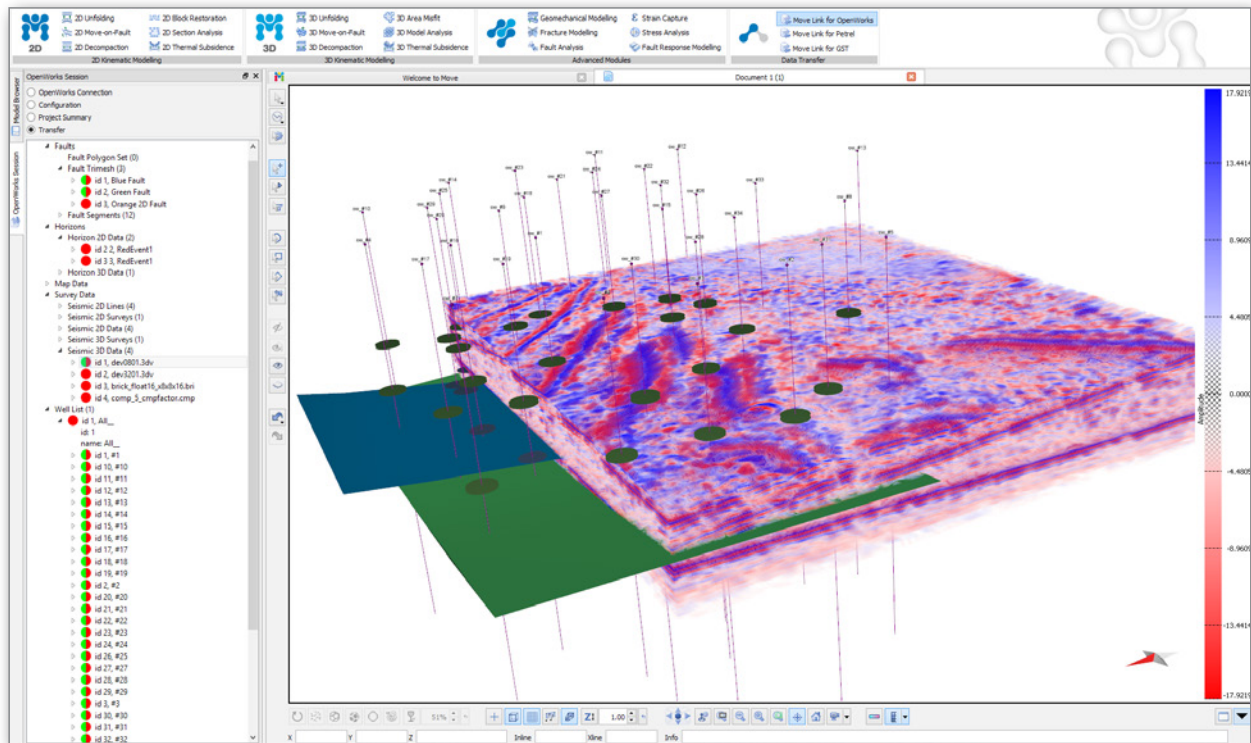 2D
2D Unfolding
2D Move-on-Fault
2D Decompaction
2D Block Restoration
2D Section Analysis
2D Thermal Subsidence
2D Kinematic Modelling
3D
3D Unfolding
3D Move-on-Fault
3D Decompaction
3D Area Misfit
3D Model Analysis
3D Thermal Subsidence
3D Kinematic Modelling
Geomechanical Modelling
Fracture Modelling
Fault Analysis
Strain Capture
Stress Analysis
Fault Response Modelling
Advanced Modules
Move Link for OpenWorks
Move Link for Petrel
Move Link for GST
Data Transfer
Model Browser
OpenWorks Session
OpenWorks Session
OpenWorks Connection
Configuration
Project Summary
Transfer
Faults
Fault Polygon Set (0)
Fault Trimesh (3)
id 1, Blue Fault
id 2, Green Fault
id 3, Orange 2D Fault
Fault Segments (12)
Horizons
Horizon 2D Data (2)
id 2 2, RedEvent1
id 3 3, RedEvent1
Horizon 3D Data (1)
Map Data
Survey Data
Seismic 2D Lines (4)
Seismic 2D Surveys (1)
Seismic 2D Data (4)
Seismic 3D Surveys (1)
Seismic 3D Data (4)
id 1, dev0801.3dv
id 2, dev3201.3dv
id 3, brick_float16_x8x8x16.bri
id 4, comp_5_cmpfactor.cmp
Well List (1)
id 1, All__
id: 1
name: All__
id 1, #1
id 10, #10
id 11, #11
id 12, #12
id 13, #13
id 14, #14
id 15, #15
id 16, #16
id 17, #17
id 18, #18
id 19, #19
id 2, #2
id 20, #20
id 21, #21
id 22, #22
id 23, #23
id 24, #24
id 26, #25
id 27, #27
id 28, #28
id 29, #29
id 3, #3
id 30, #30
id 31, #31
id 32, #32
Welcome to Move
Document 1 (1)
17.9219
13.4414
8.9609
4.4805
0.0000
-4.4805
-8.9609
-13.4414
-17.9219
Amplitude
51%
1.00
X
Y
Z
Inline
Xline
Info